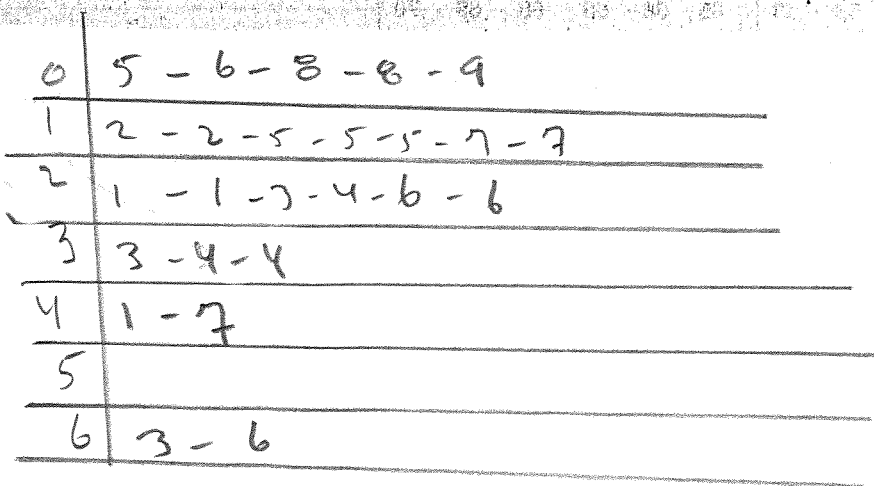 0 5 - 6 - 8 - 8 - 9
1 2 - 2 - 5 - 5 - 5 - 7 - 7
2 1 - 1 - 3 - 4 - 6 - 6
3 3 - 4 - 4
4 1 - 7
5
6 3 - 6